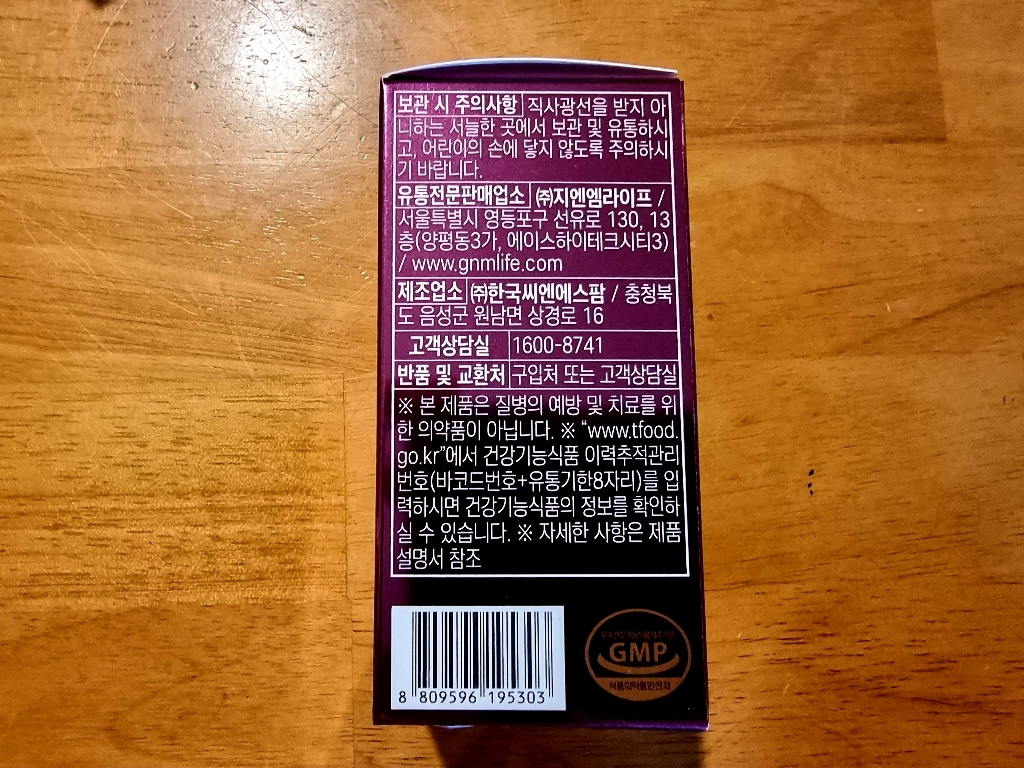 보관 시 주의사항 직사광선을 받지 아
니하는 서늘한 곳에서 보관 및 유통하시
고, 어린이의 손에 닿지 않도록 주의하시
기 바랍니다.
유통전문판매업소 ㈜지엔엠라이프 /
서울특별시 영등포구 선유로 130, 13
층(양평동3가, 에이스하이테크시티3)
/ www.gnmlife.com
제조업소 ㈜한국씨엔에스팜 / 충청북
도 음성군 원남면 상경로 16
고객상담실 1600-8741
반품 및 교환처 구입처 또는 고객상담실
※ 본 제품은 질병의 예방 및 치료를 위
한 의약품이 아닙니다. ※ “www.tfood.
go.kr”에서 건강기능식품 이력추적관리
번호(바코드번호+유통기한8자리)를 입
력하시면 건강기능식품의 정보를 확인하
실 수 있습니다. ※ 자세한 사항은 제품
설명서 참조
8 809596 195303
우수건강기능식품제조기준
GMP
식품의약품안전처